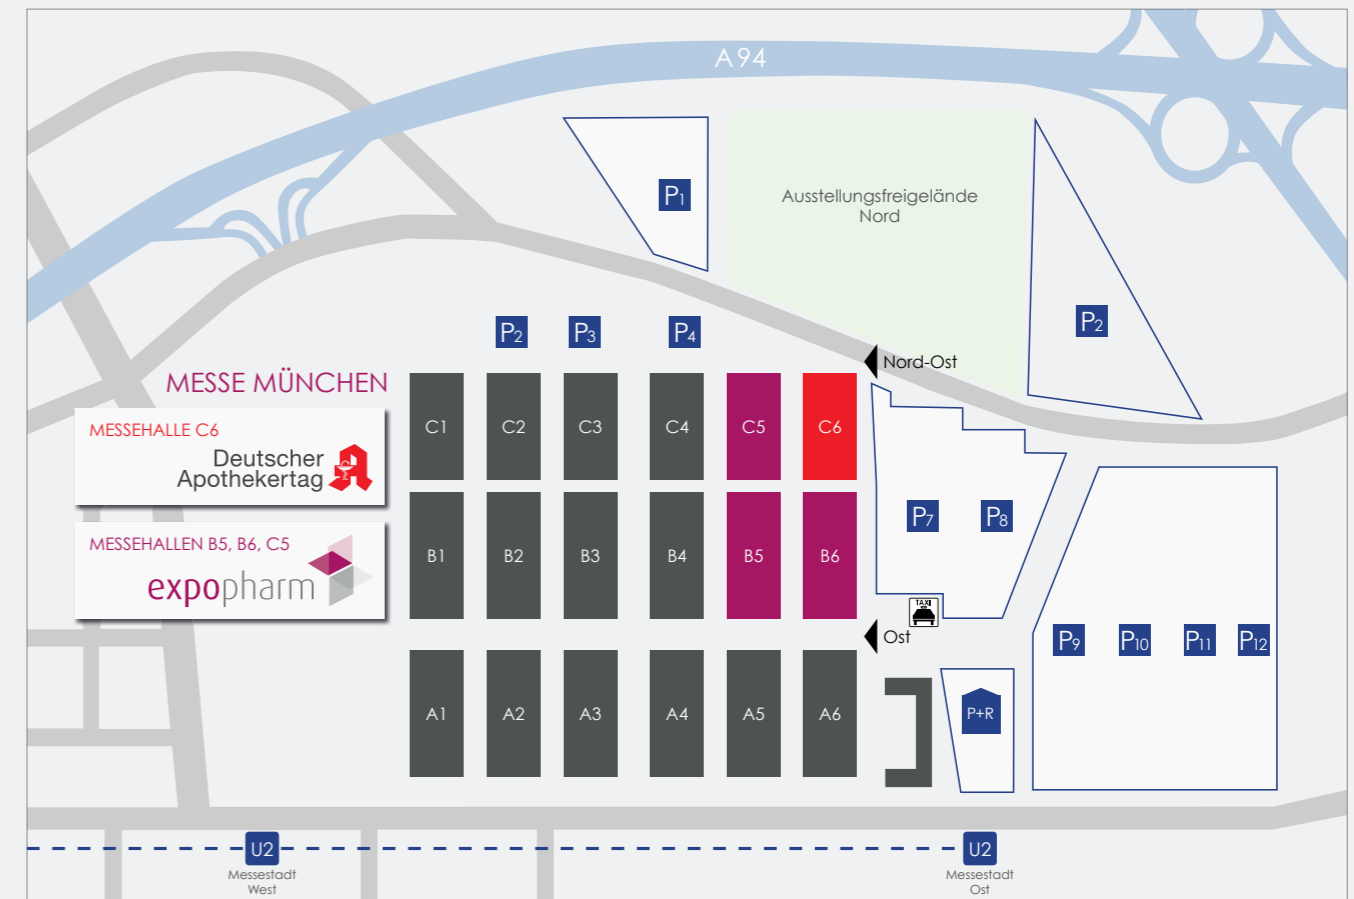 A 94
P1
Ausstellungsfreigelände
Nord
P2
P2
P3
P4
Nord-Ost
MESSE MÜNCHEN
MESSEHALLE C6
Deutscher
Apothekertag
MESSEHALLEN B5, B6, C5
expopharm
C1
C2
C3
C4
C5
C6
P7
P8
B1
B2
B3
B4
B5
B6
TAXI
Ost
P9
P10
P11
P12
A1
A2
A3
A4
A5
A6
P+R
U2
Messestadt
West
U2
Messestadt
Ost